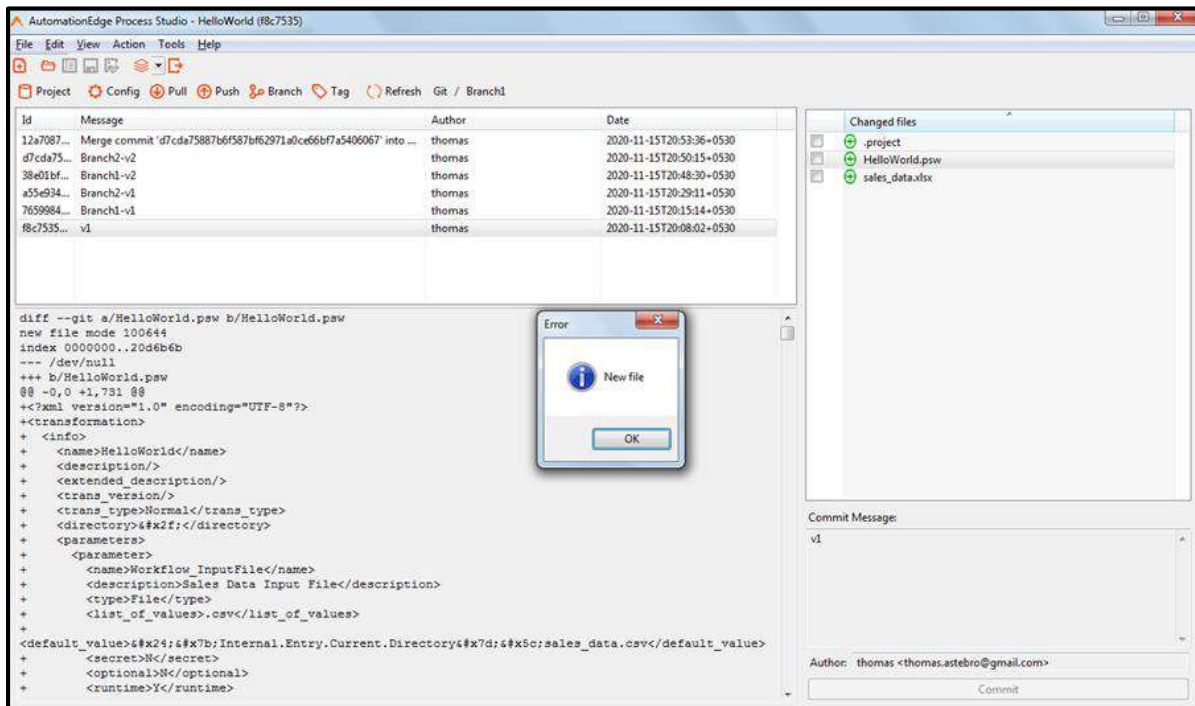 AutomationEdge Process Studio - HelloWorld (f8c7535)
File Edit View Action Tools Help
Project Config Pull Push Branch Tag Refresh Git / Branch1
Id Message Author Date
12a7087... Merge commit 'd7cda75887b6f587bf62971a0ce66bf7a5406067' into ... thomas 2020-11-15T20:53:36+0530
d7cda75... Branch2-v2 thomas 2020-11-15T20:50:15+0530
38e01bf... Branch1-v2 thomas 2020-11-15T20:48:30+0530
a55e934... Branch2-v1 thomas 2020-11-15T20:29:11+0530
7659984... Branch1-v1 thomas 2020-11-15T20:15:14+0530
f8c7535... v1 thomas 2020-11-15T20:08:02+0530
Changed files
.project
HelloWorld.psw
sales_data.xlsx
diff --git a/HelloWorld.psw b/HelloWorld.psw
new file mode 100644
index 0000000..20d6b6b
--- /dev/null
+++ b/HelloWorld.psw
@@ -0,0 +1,731 @@
+<?xml version="1.0" encoding="UTF-8"?>
+<transformation>
+  <info>
+    <name>HelloWorld</name>
+    <description/>
+    <extended_description/>
+    <trans_version/>
+    <trans_type>Normal</trans_type>
+    <directory>&#x2f;</directory>
+    <parameters>
+      <parameter>
+        <name>Workflow_InputFile</name>
+        <description>Sales Data Input File</description>
+        <type>File</type>
+        <list_of_values>.csv</list_of_values>
+
<default_value>&#x24;&#x7b;Internal.Entry.Current.Directory&#x7d;&#x5c;sales_data.csv</default_value>
+        <secret>N</secret>
+        <optional>N</optional>
+        <runtime>Y</runtime>
Error
New file
OK
Commit Message:
v1
Author: thomas <thomas.astebro@gmail.com>
Commit